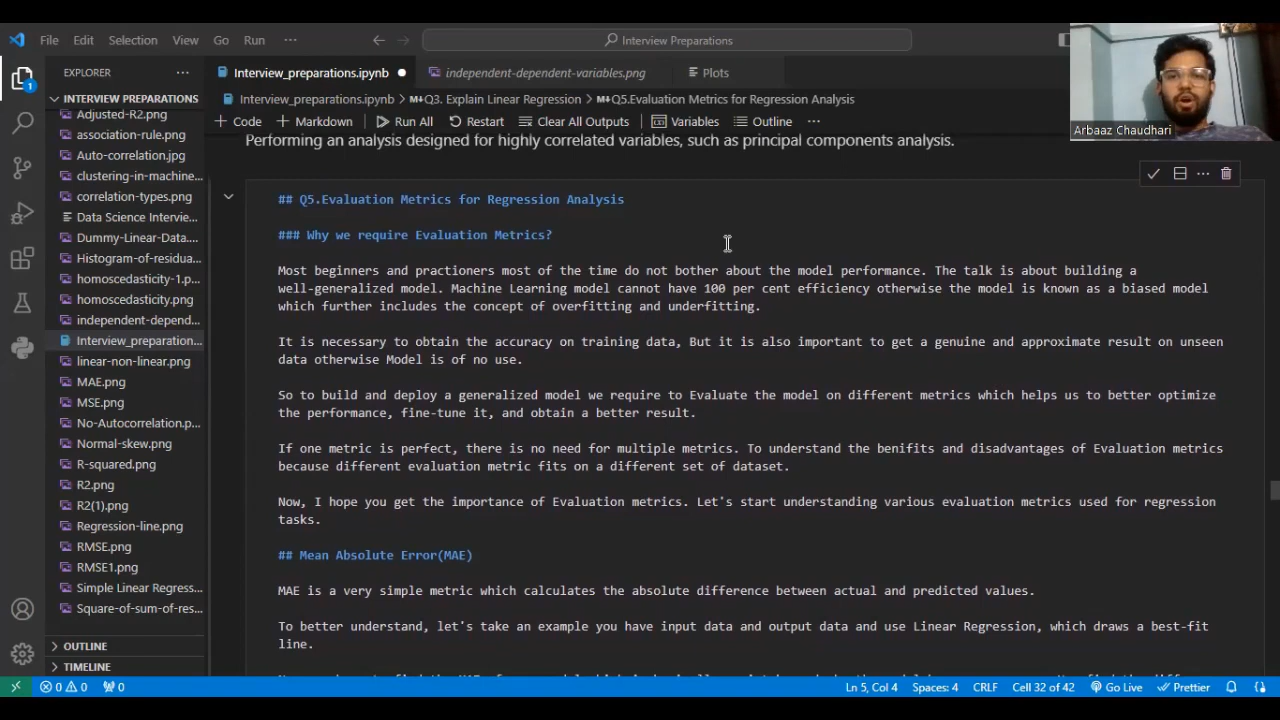 File Edit Selection View Go Run ··· Interview Preparations
EXPLORER ···
INTERVIEW PREPARATIONS
Adjusted-R2.png
association-rule.png
Auto-correlation.jpg
clustering-in-machine...
correlation-types.png
Data Science Intervie...
Dummy-Linear-Data....
Histogram-of-residua...
homoscedasticity-1.p...
homoscedasticity.png
independent-depend...
Interview_preparation...
linear-non-linear.png
MAE.png
MSE.png
No-Autocorrelation.p...
Normal-skew.png
R-squared.png
R2.png
R2(1).png
Regression-line.png
RMSE.png
RMSE1.png
Simple Linear Regress...
Square-of-sum-of-res...
OUTLINE
TIMELINE
1
Interview_preparations.ipynb ● independent-dependent-variables.png Plots
Interview_preparations.ipynb > M↓Q3. Explain Linear Regression > M↓Q5.Evaluation Metrics for Regression Analysis
+ Code + Markdown Run All Restart Clear All Outputs Variables Outline ···
Arbaaz Chaudhari
Performing an analysis designed for highly correlated variables, such as principal components analysis.
## Q5.Evaluation Metrics for Regression Analysis
### Why we require Evaluation Metrics?
Most beginners and practioners most of the time do not bother about the model performance. The talk is about building a
well-generalized model. Machine Learning model cannot have 100 per cent efficiency otherwise the model is known as a biased model
which further includes the concept of overfitting and underfitting.
It is necessary to obtain the accuracy on training data, But it is also important to get a genuine and approximate result on unseen
data otherwise Model is of no use.
So to build and deploy a generalized model we require to Evaluate the model on different metrics which helps us to better optimize
the performance, fine-tune it, and obtain a better result.
If one metric is perfect, there is no need for multiple metrics. To understand the benifits and disadvantages of Evaluation metrics
because different evaluation metric fits on a different set of dataset.
Now, I hope you get the importance of Evaluation metrics. Let's start understanding various evaluation metrics used for regression
tasks.
## Mean Absolute Error(MAE)
MAE is a very simple metric which calculates the absolute difference between actual and predicted values.
To better understand, let's take an example you have input data and output data and use Linear Regression, which draws a best-fit
line.
0 0 0 Ln 5, Col 4 Spaces: 4 CRLF Cell 32 of 42 Go Live Prettier